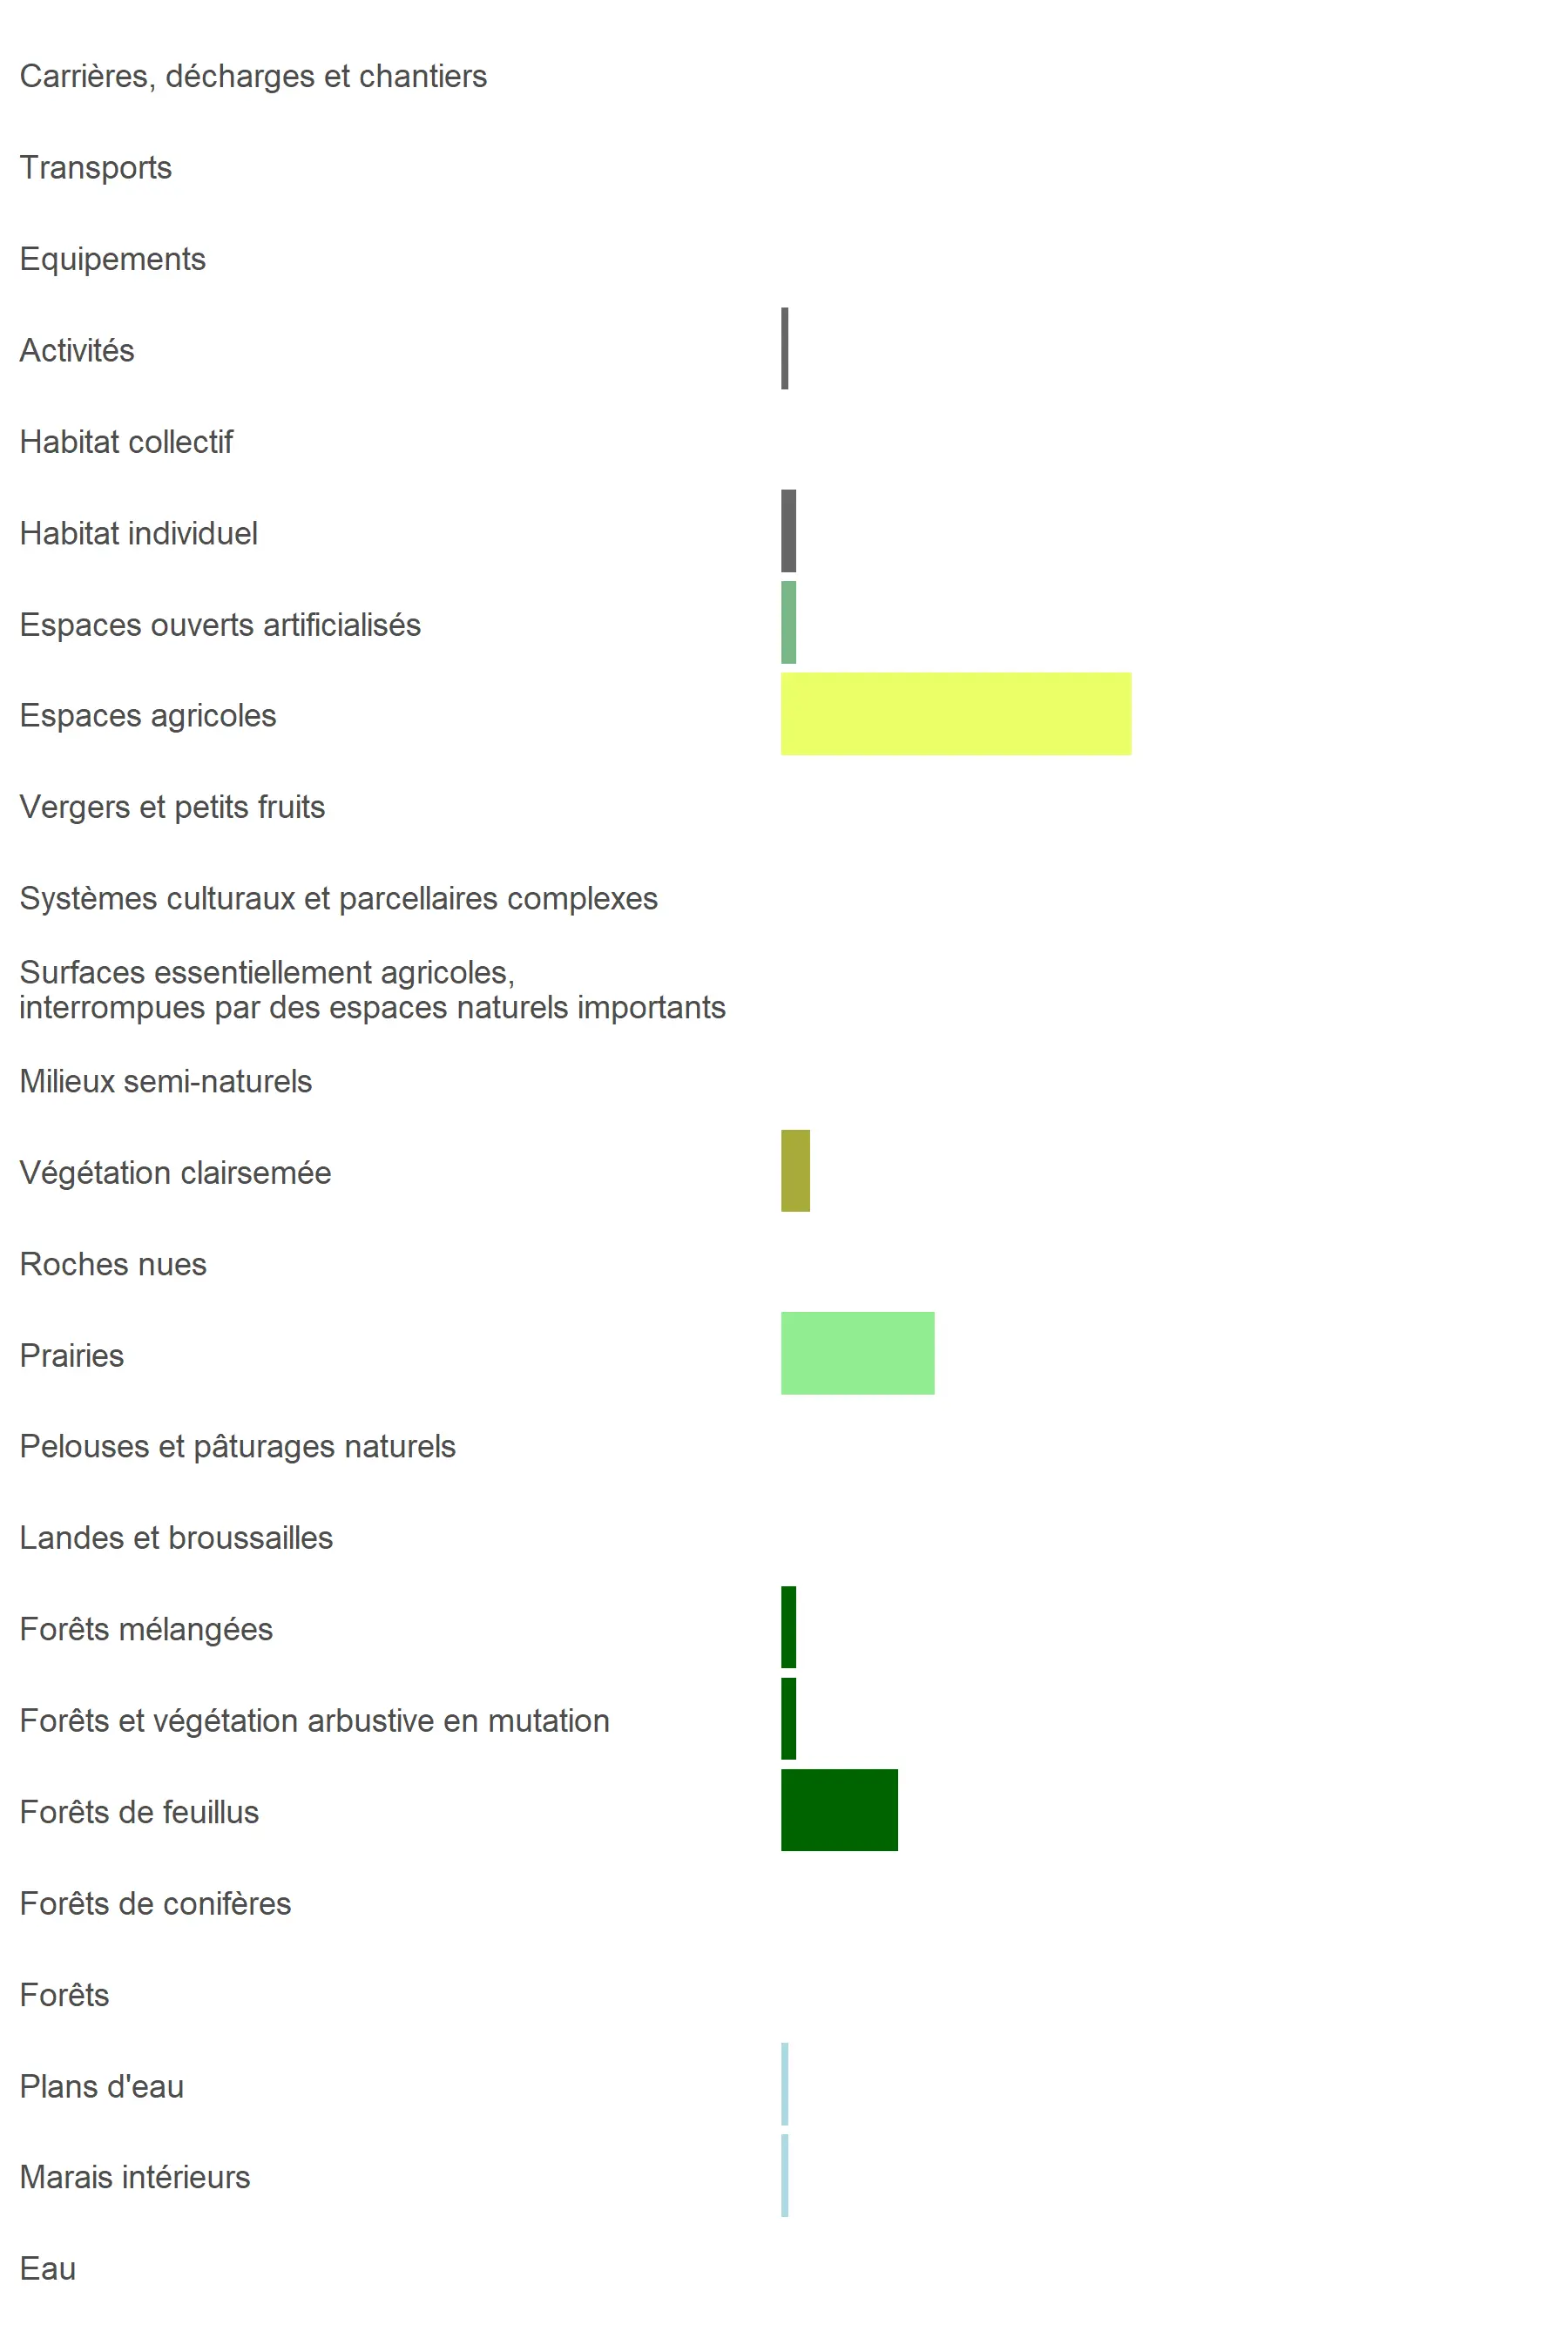 Carrières, décharges et chantiers
Transports
Equipements
Activités
Habitat collectif
Habitat individuel
Espaces ouverts artificialisés
Espaces agricoles
Vergers et petits fruits
Systèmes culturaux et parcellaires complexes
Surfaces essentiellement agricoles,
interrompues par des espaces naturels importants
Milieux semi-naturels
Végétation clairsemée
Roches nues
Prairies
Pelouses et pâturages naturels
Landes et broussailles
Forêts mélangées
Forêts et végétation arbustive en mutation
Forêts de feuillus
Forêts de conifères
Forêts
Plans d'eau
Marais intérieurs
Eau